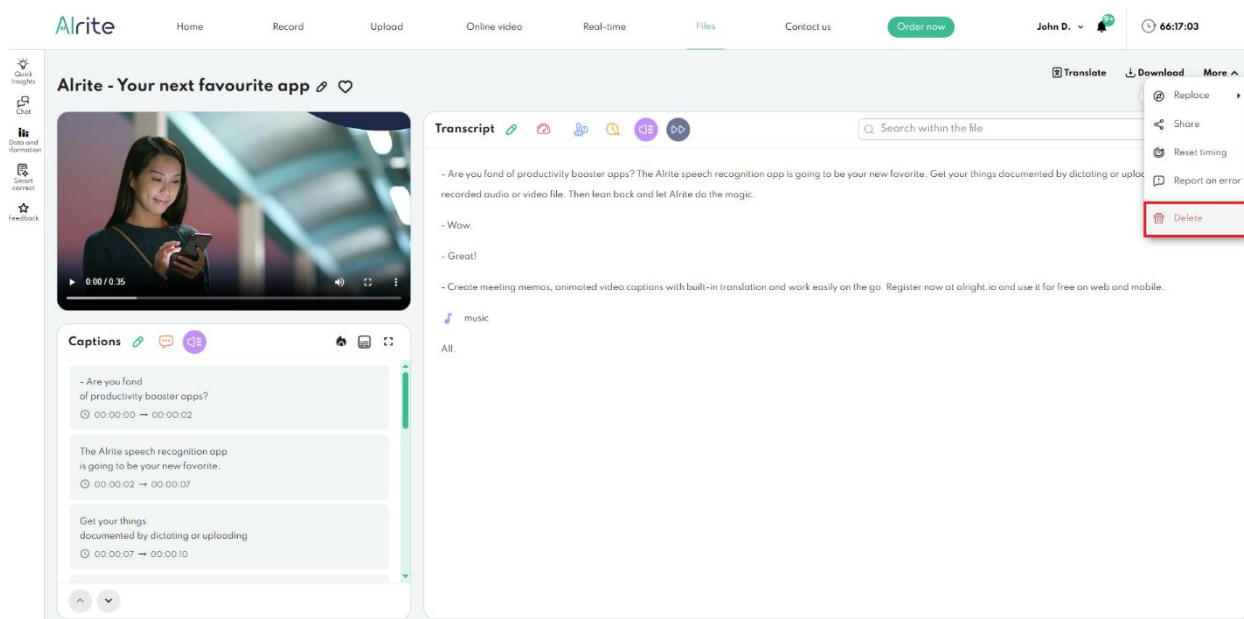 Alrite
Home
Record
Upload
Online video
Real-time
Files
Contact us
Order now
John D.
9+
66:17:03
Quick
Insights
Chat
Data and
Smart
correct
Feedback
Alrite - Your next favourite app
Translate
Download
More
Replace
Share
Reset timing
Report an error
Delete
0:00 / 0:35
Transcript
Search within the file
- Are you fond of productivity booster apps? The Alrite speech recognition app is going to be your new favorite. Get your things documented by dictating or
recorded audio or video file. Then lean back and let Alrite do the magic.
- Wow.
- Great!
- Create meeting memos, animated video captions with built-in translation and work easily on the go. Register now at alright.io and use it for free on web and mobile.
music
All.
Captions
- Are you fond
of productivity booster apps?
00:00:00 → 00:00:02
The Alrite speech recognition app
is going to be your new favorite.
00:00:02 → 00:00:07
Get your things
documented by dictating or uploading
00:00:07 → 00:00:10